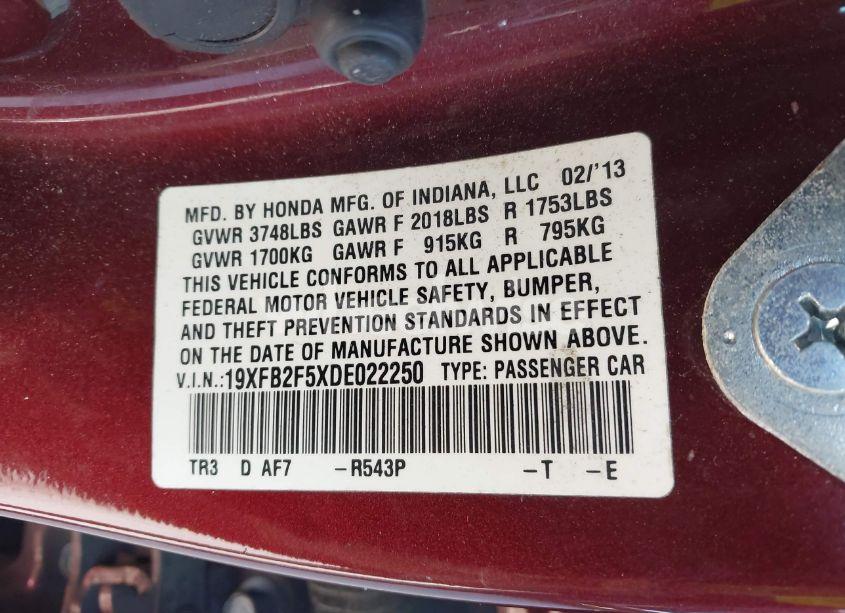 MFD. BY HONDA MFG. OF INDIANA, LLC 02/'13
GVWR 3748LBS GAWR F 2018LBS R 1753LBS
GVWR 1700KG GAWR F 915KG R 795KG
THIS VEHICLE CONFORMS TO ALL APPLICABLE
FEDERAL MOTOR VEHICLE SAFETY, BUMPER,
AND THEFT PREVENTION STANDARDS IN EFFECT
ON THE DATE OF MANUFACTURE SHOWN ABOVE.
V.I.N.:19XFB2F5XDE022250 TYPE: PASSENGER CAR
TR3 D AF7 –R543P –T –E